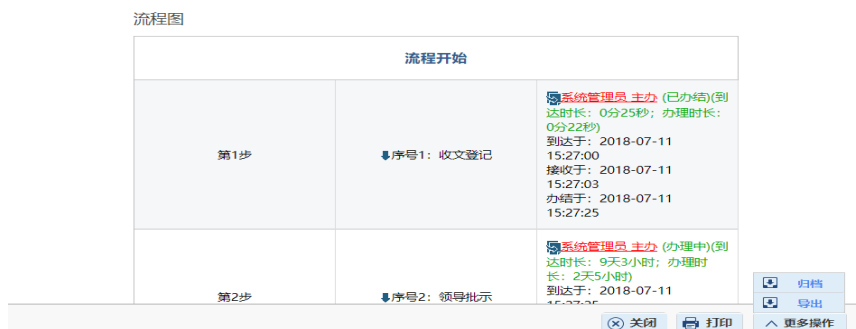 流程图
流程开始
第1步
序号1：收文登记
系统管理员 主办 (已办结)(到
达时长：0分25秒；办理时长：
0分22秒)
到达于：2018-07-11
15:27:00
接收于：2018-07-11
15:27:03
办结于：2018-07-11
15:27:25
第2步
序号2：领导批示
系统管理员 主办 (办理中)(到
达时长：9天3小时；办理时
长：2天5小时)
到达于：2018-07-11
15:27:25
归档
导出
关闭
打印
更多操作